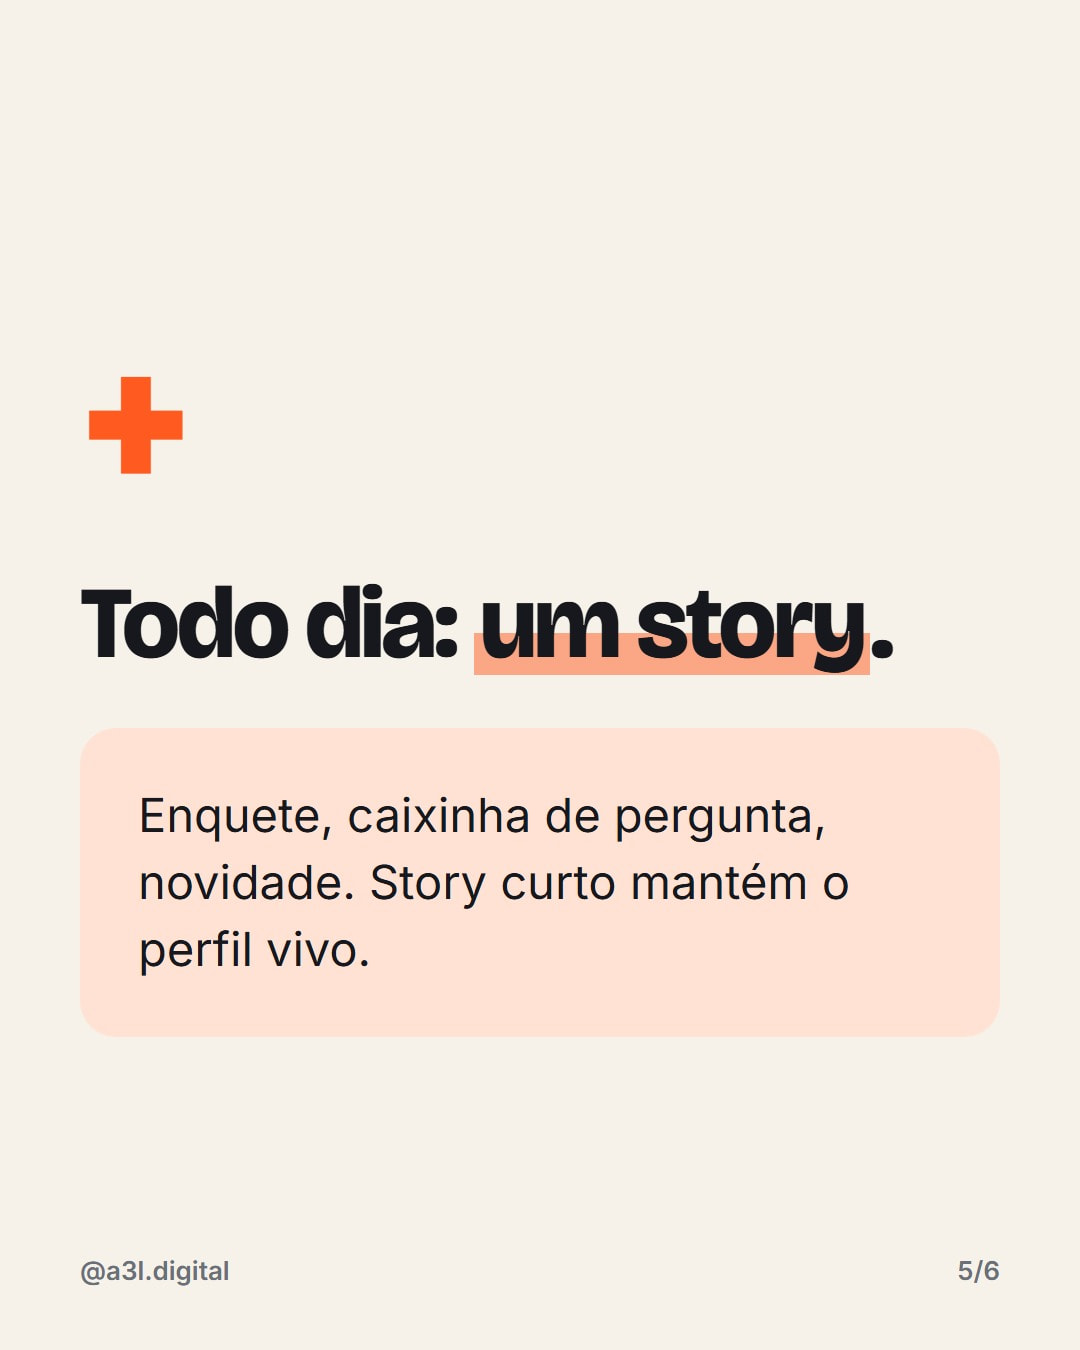 Todo dia: um story.
Enquete, caixinha de pergunta,
novidade. Story curto mantém o
perfil vivo.
@a3l.digital
5/6